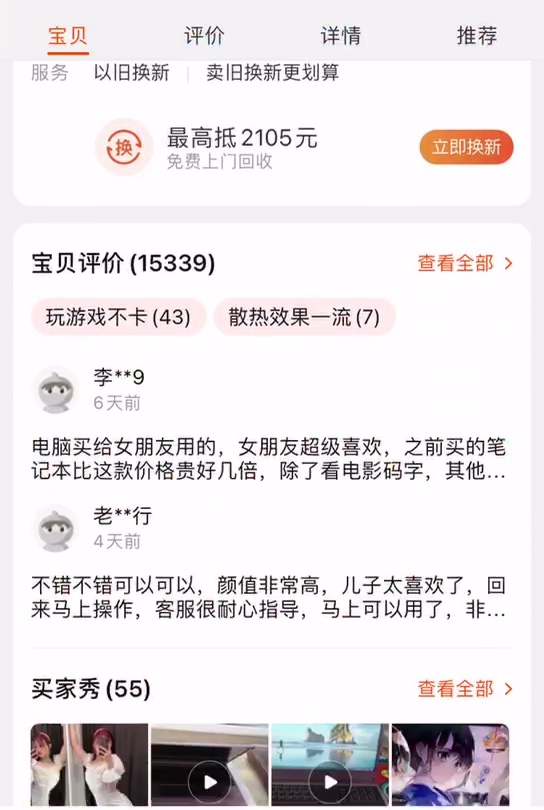 宝贝 评价 详情 推荐
服务 以旧换新 卖旧换新更划算
换 最高抵2105元 立即换新
免费上门回收
宝贝评价(15339) 查看全部
玩游戏不卡(43) 散热效果一流(7)
李**9
6天前
电脑买给女朋友用的，女朋友超级喜欢，之前买的笔
记本比这款价格贵好几倍，除了看电影码字，其他...
老**行
4天前
不错不错可以可以，颜值非常高，儿子太喜欢了，回
来马上操作，客服很耐心指导，马上可以用了，非...
买家秀(55) 查看全部